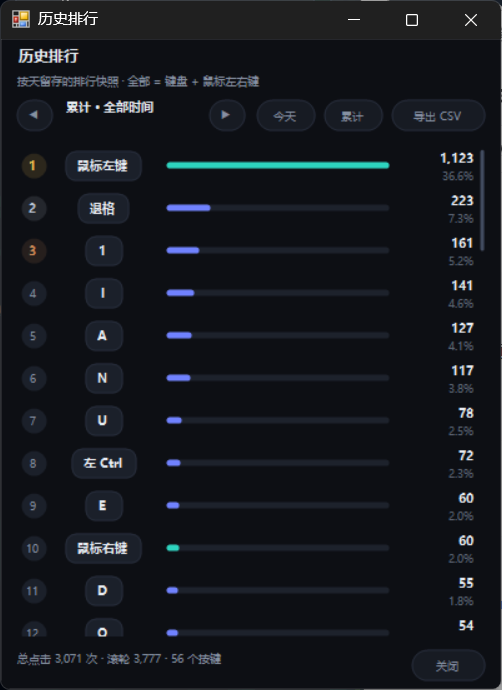 历史排行
历史排行
按天留存的排行快照 · 全部 = 键盘 + 鼠标左右键
◀ 累计 • 全部时间 ▶ 今天 累计 导出 CSV
1 鼠标左键 1,123
36.6%
2 退格 223
7.3%
3 1 161
5.2%
4 I 141
4.6%
5 A 127
4.1%
6 N 117
3.8%
7 U 78
2.5%
8 左 Ctrl 72
2.3%
9 E 60
2.0%
10 鼠标右键 60
2.0%
11 D 55
1.8%
12 54
总点击 3,071 次 · 滚轮 3,777 · 56 个按键 关闭